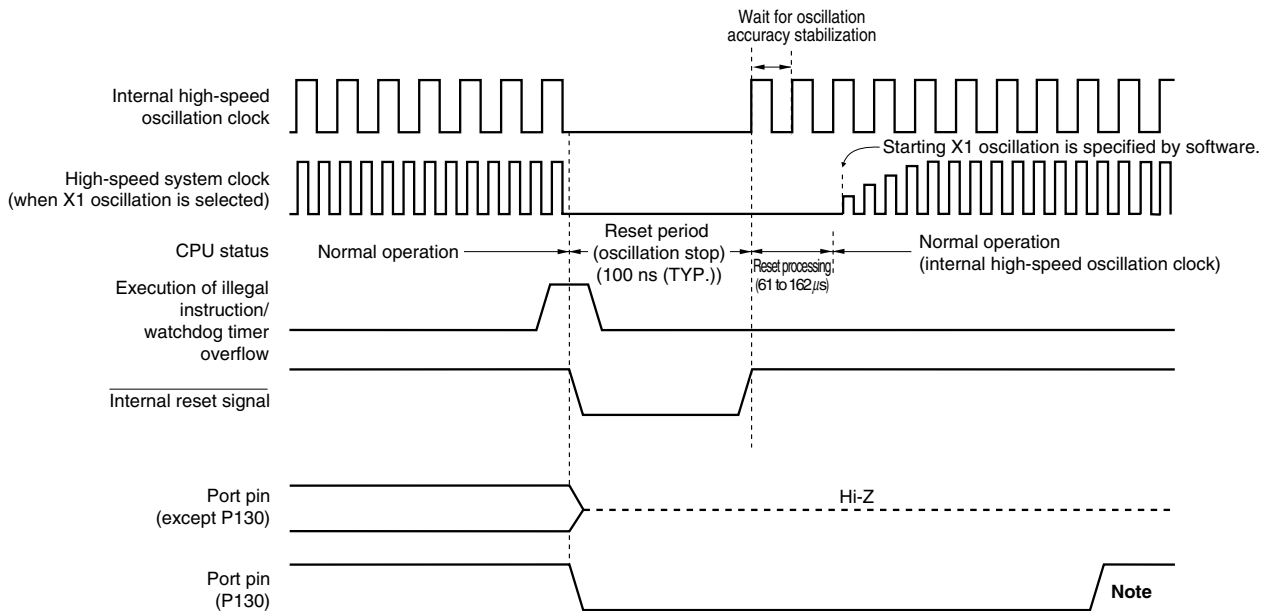 Wait for oscillation
accuracy stabilization
Internal high-speed
oscillation clock
Starting X1 oscillation is specified by software.
High-speed system clock
(when X1 oscillation is selected)
CPU status
Normal operation
Reset period
(oscillation stop)
(100 ns (TYP.))
Reset processing
(61 to 162 μs)
Normal operation
(internal high-speed oscillation clock)
Execution of illegal
instruction/
watchdog timer
overflow
Internal reset signal
Port pin
(except P130)
Hi-Z
Port pin
(P130)
Note